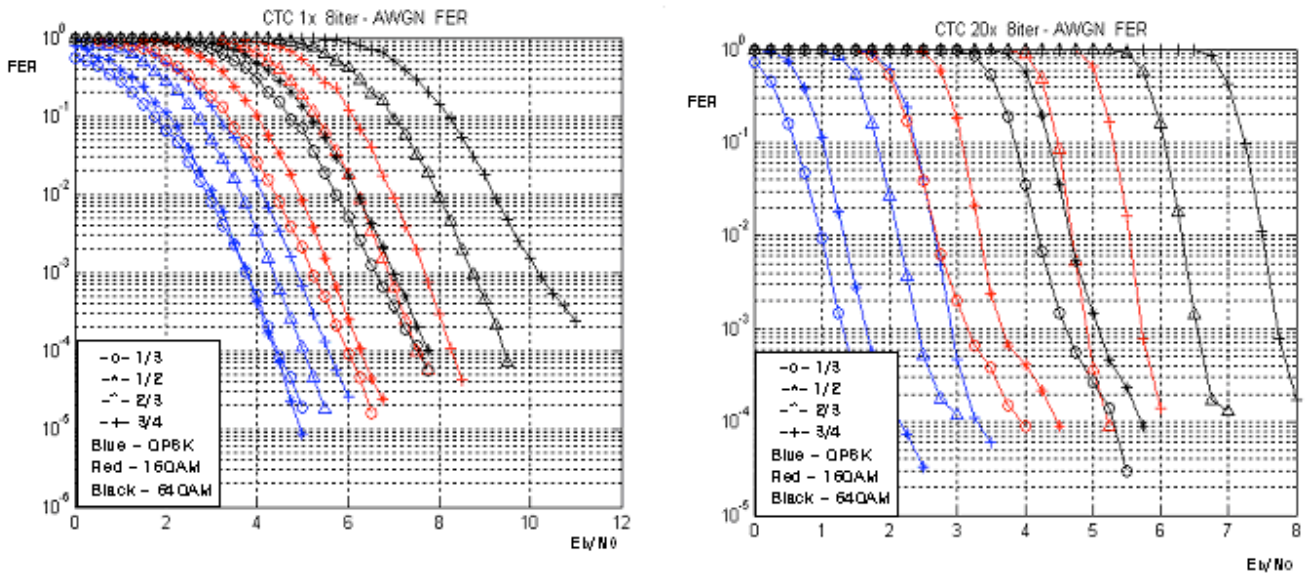 CTC 1x 8iter - AWGN FER
FER
10^0
10^-1
10^-2
10^-3
10^-4
10^-5
10^-6
-o- 1/3
-*- 1/2
-^- 2/3
-+- 3/4
Blue - QPSK
Red - 16QAM
Black - 64QAM
0 2 4 6 8 10 12
Eb/N0
CTC 20x 8iter - AWGN FER
FER
10^0
10^-1
10^-2
10^-3
10^-4
10^-5
-o- 1/3
-*- 1/2
-^- 2/3
-+- 3/4
Blue - QPSK
Red - 16QAM
Black - 64QAM
0 1 2 3 4 5 6 7 8
Eb/No